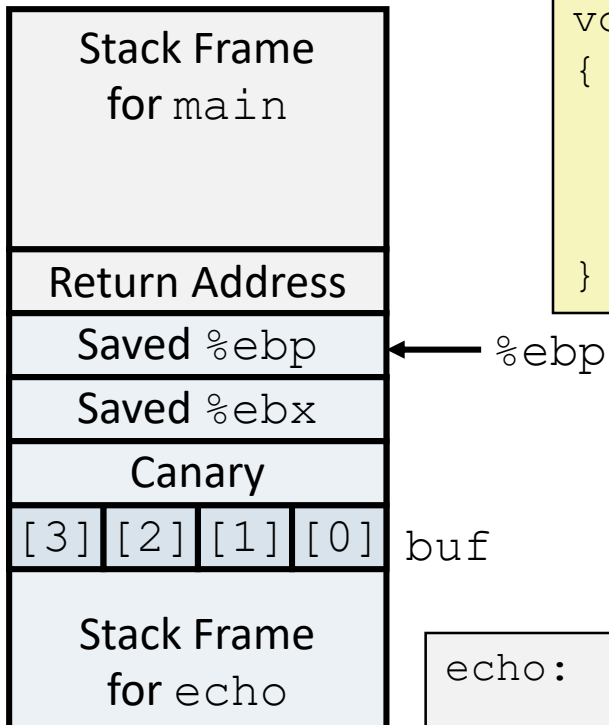 Stack Frame
for main
Return Address
Saved %ebp
%ebp
Saved %ebx
Canary
[3] [2] [1] [0]
buf
Stack Frame
for echo
{
}
echo: